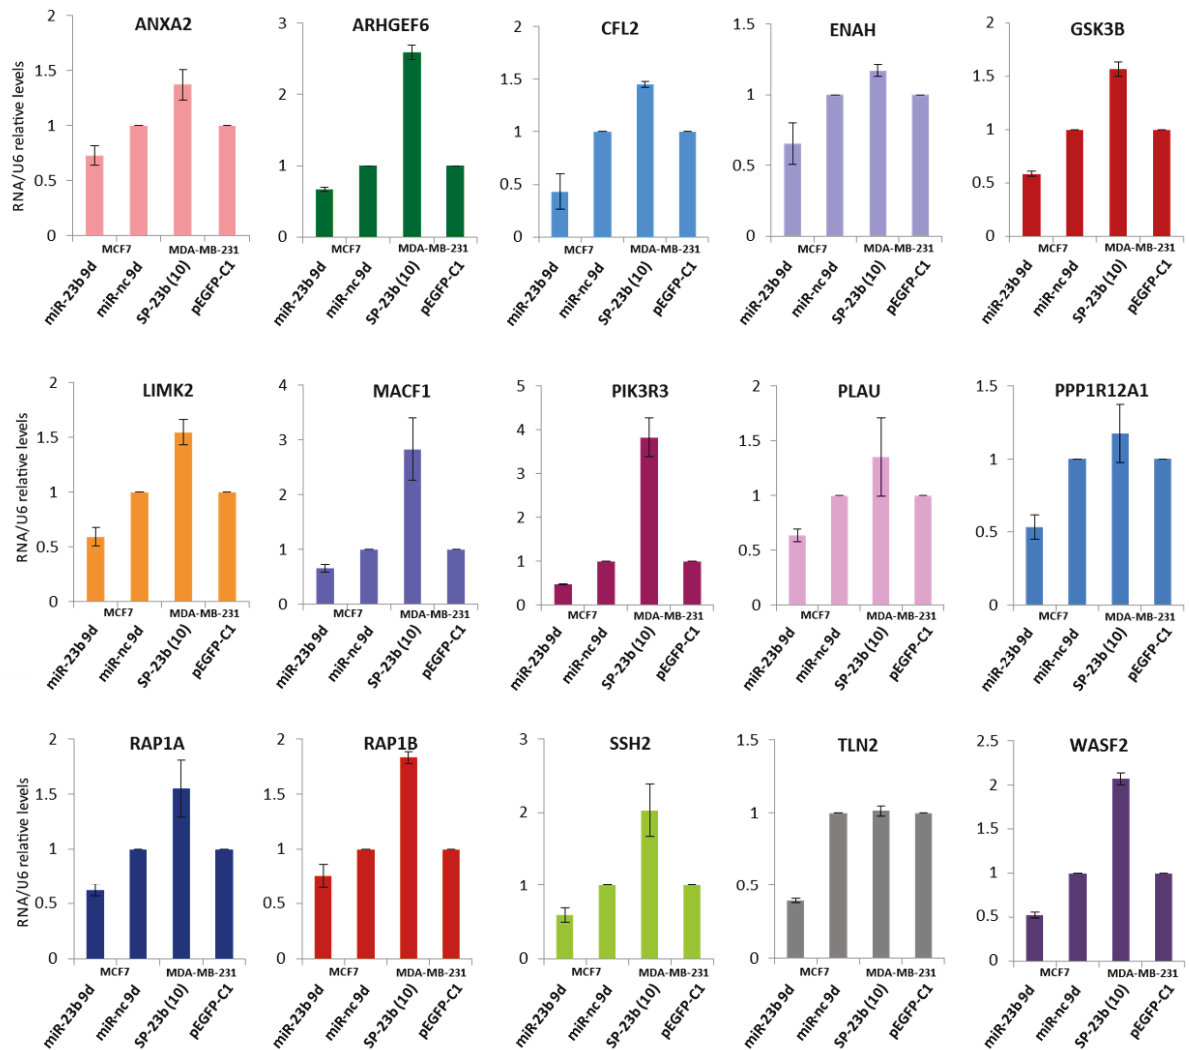 ANXA2
RNA/U6 relative levels
2
1.5
1
0.5
0
MCF7
MDA-MB-231
miR-23b 9d
miR-nc 9d
SP-23b (10)
pEGFP-C1
ARHGEF6
3
2
1
0
MCF7
MDA-MB-231
miR-23b 9d
miR-nc 9d
SP-23b (10)
pEGFP-C1
CFL2
2
1.5
1
0.5
0
MCF7
MDA-MB-231
miR-23b 9d
miR-nc 9d
SP-23b (10)
pEGFP-C1
ENAH
1
0.5
0
MCF7
MDA-MB-231
miR-23b 9d
miR-nc 9d
SP-23b (10)
pEGFP-C1
GSK3B
2
1.5
1
0.5
0
MCF7
MDA-MB-231
miR-23b 9d
miR-nc 9d
SP-23b (10)
pEGFP-C1
LIMK2
RNA/U6 relative levels
2
1.5
1
0.5
0
MCF7
MDA-MB-231
miR-23b 9d
miR-nc 9d
SP-23b (10)
pEGFP-C1
MACF1
4
3
2
1
0
MCF7
MDA-MB-231
miR-23b 9d
miR-nc 9d
SP-23b (10)
pEGFP-C1
PIK3R3
5
4
3
2
1
0
MCF7
MDA-MB-231
miR-23b 9d
miR-nc 9d
SP-23b (10)
pEGFP-C1
PLAU
2
1.5
1
0.5
0
MCF7
MDA-MB-231
miR-23b 9d
miR-nc 9d
SP-23b (10)
pEGFP-C1
PPP1R12A1
1.5
1
0.5
0
MCF7
MDA-MB-231
miR-23b 9d
miR-nc 9d
SP-23b (10)
pEGFP-C1
RAP1A
RNA/U6 relative levels
2
1.5
1
0.5
0
MCF7
MDA-MB-231
miR-23b 9d
miR-nc 9d
SP-23b (10)
pEGFP-C1
RAP1B
2
1.5
1
0.5
0
MCF7
MDA-MB-231
miR-23b 9d
miR-nc 9d
SP-23b (10)
pEGFP-C1
SSH2
3
2
1
0
MCF7
MDA-MB-231
miR-23b 9d
miR-nc 9d
SP-23b (10)
pEGFP-C1
TLN2
1.5
1
0.5
0
MCF7
MDA-MB-231
miR-23b 9d
miR-nc 9d
SP-23b (10)
pEGFP-C1
WASF2
2.5
2
1.5
1
0.5
0
MCF7
MDA-MB-231
miR-23b 9d
miR-nc 9d
SP-23b (10)
pEGFP-C1